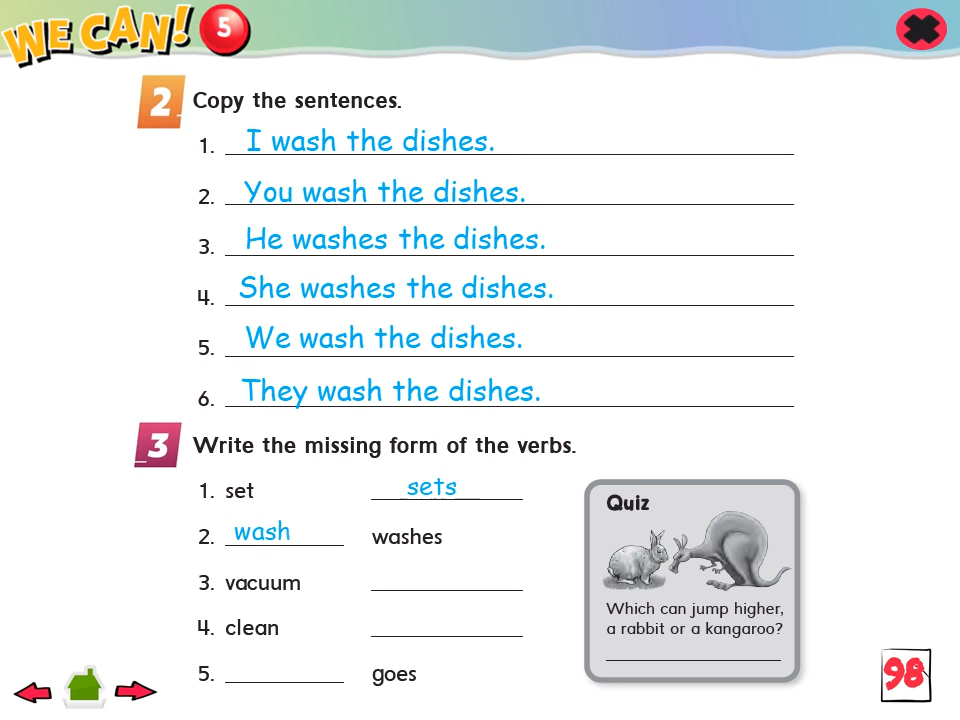 WE CAN! 5
2 Copy the sentences.
1. I wash the dishes.
2. You wash the dishes.
3. He washes the dishes.
4. She washes the dishes.
5. We wash the dishes.
6. They wash the dishes.
3 Write the missing form of the verbs.
1. set sets
2. wash washes
3. vacuum
4. clean
5. goes
Quiz
Which can jump higher,
a rabbit or a kangaroo?
98